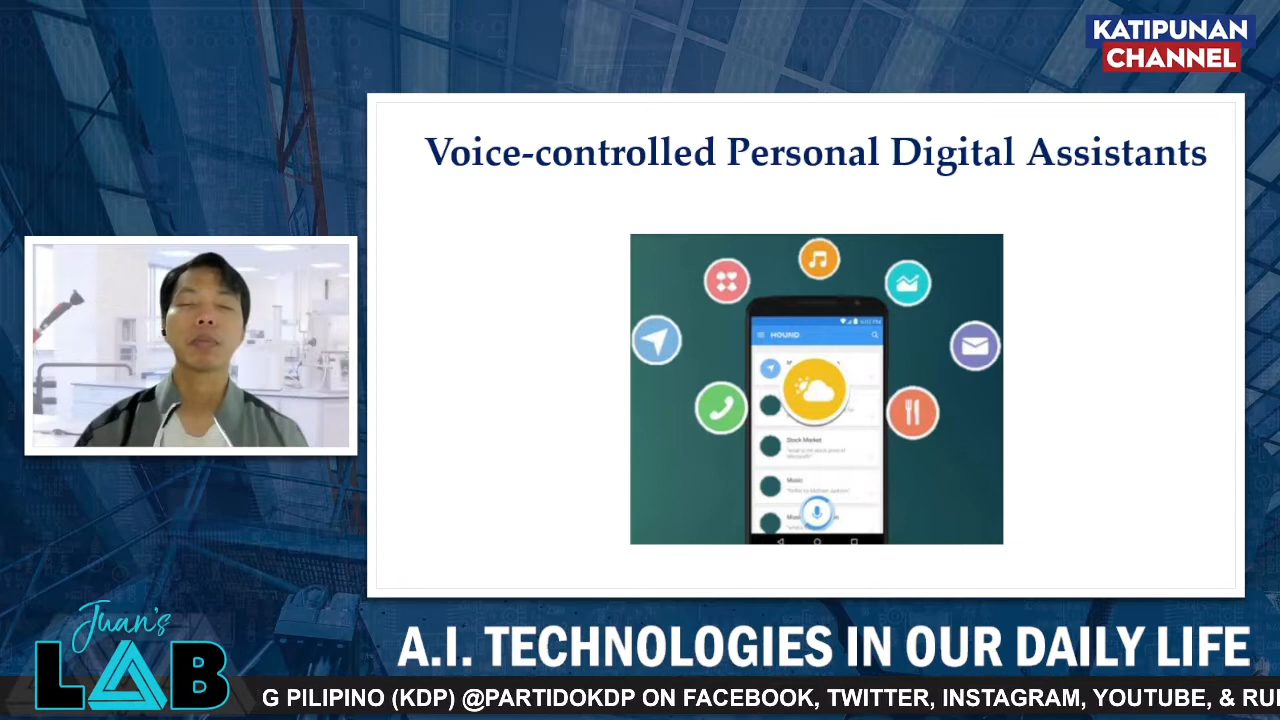 KATIPUNAN
CHANNEL
Voice-controlled Personal Digital Assistants
HOUND
Stock Market
Music
Juan's
LAB
A.I. TECHNOLOGIES IN OUR DAILY LIFE
G PILIPINO (KDP) @PARTIDOKDP ON FACEBOOK, TWITTER, INSTAGRAM, YOUTUBE, & RU